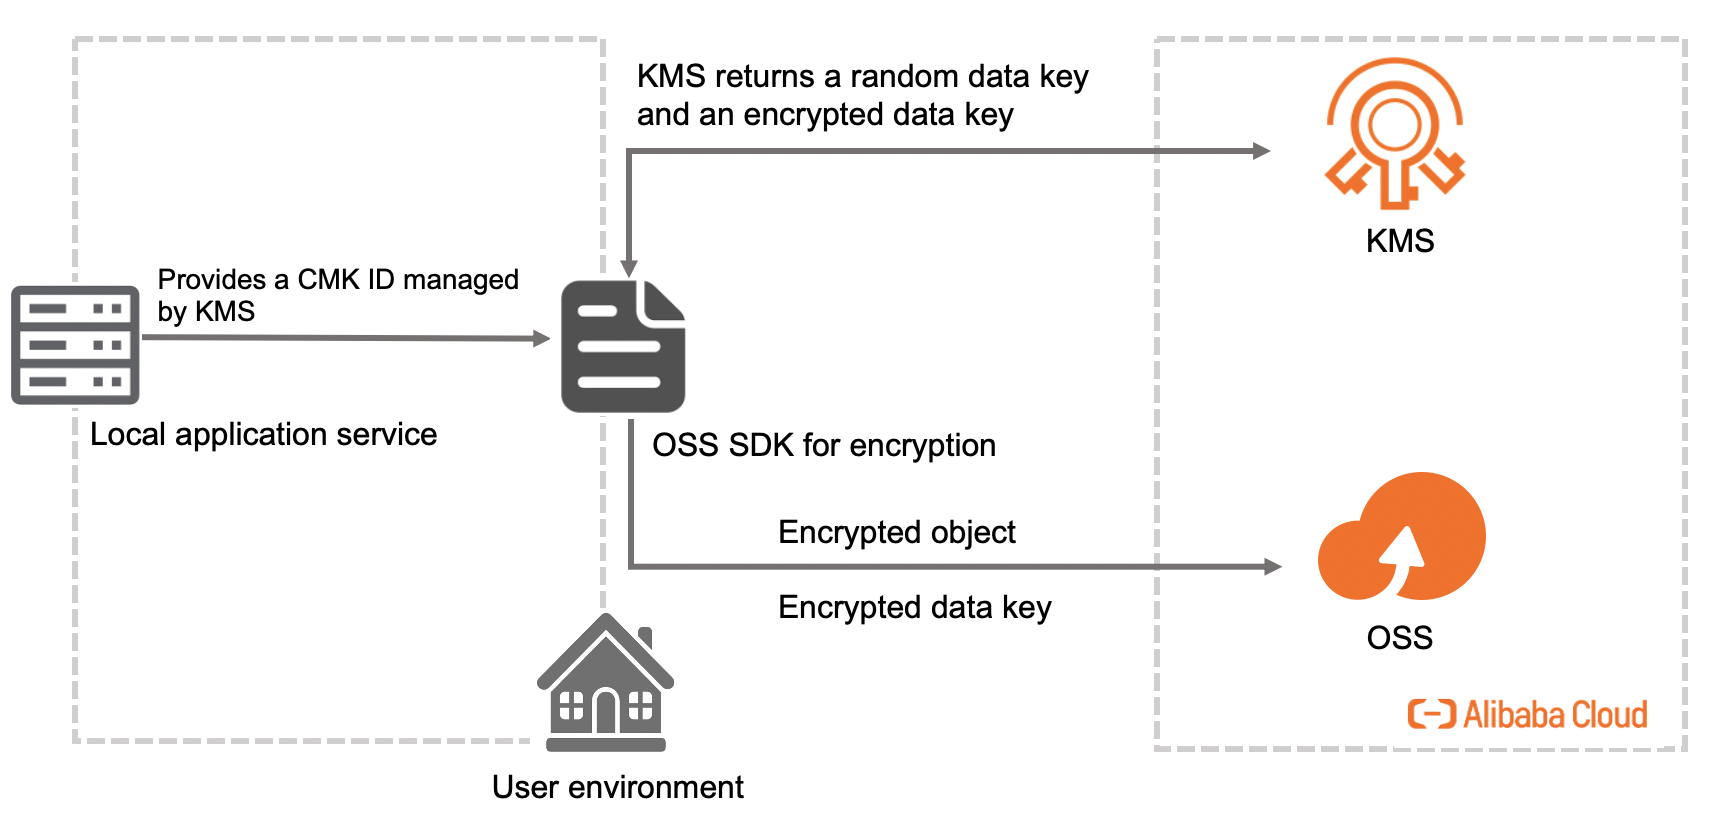 KMS returns a random data key
and an encrypted data key
KMS
Provides a CMK ID managed
by KMS
Local application service
OSS SDK for encryption
Encrypted object
Encrypted data key
OSS
Alibaba Cloud
User environment